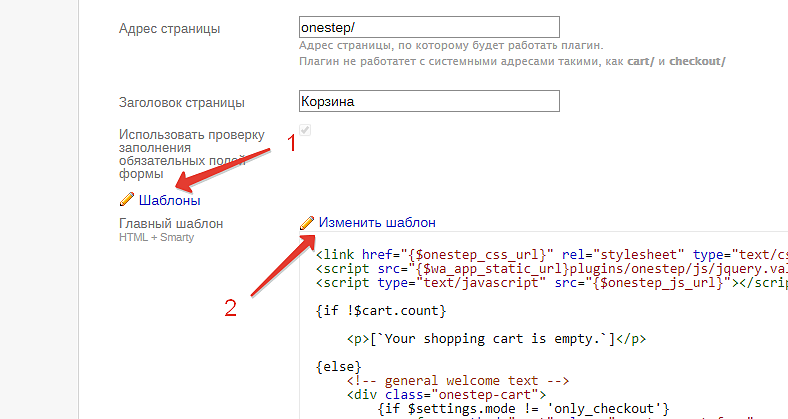 Адрес страницы
onestep/
Адрес страницы, по которому будет работать плагин.
Плагин не работатет с системными адресами такими, как cart/ и checkout/
Заголовок страницы
Корзина
Использовать проверку
заполнения
обязательных полей
формы
1
Шаблоны
Главный шаблон
HTML + Smarty
Изменить шаблон
2
<link href="{$onestep_css_url}" rel="stylesheet" type="text/cs
<script src="{$wa_app_static_url}plugins/onestep/js/jquery.val
<script type="text/javascript" src="{$onestep_js_url}"></scrip
{if !$cart.count}
<p>[`Your shopping cart is empty.`]</p>
{else}
<!-- general welcome text -->
<div class="onestep-cart">
{if $settings.mode != 'only_checkout'}